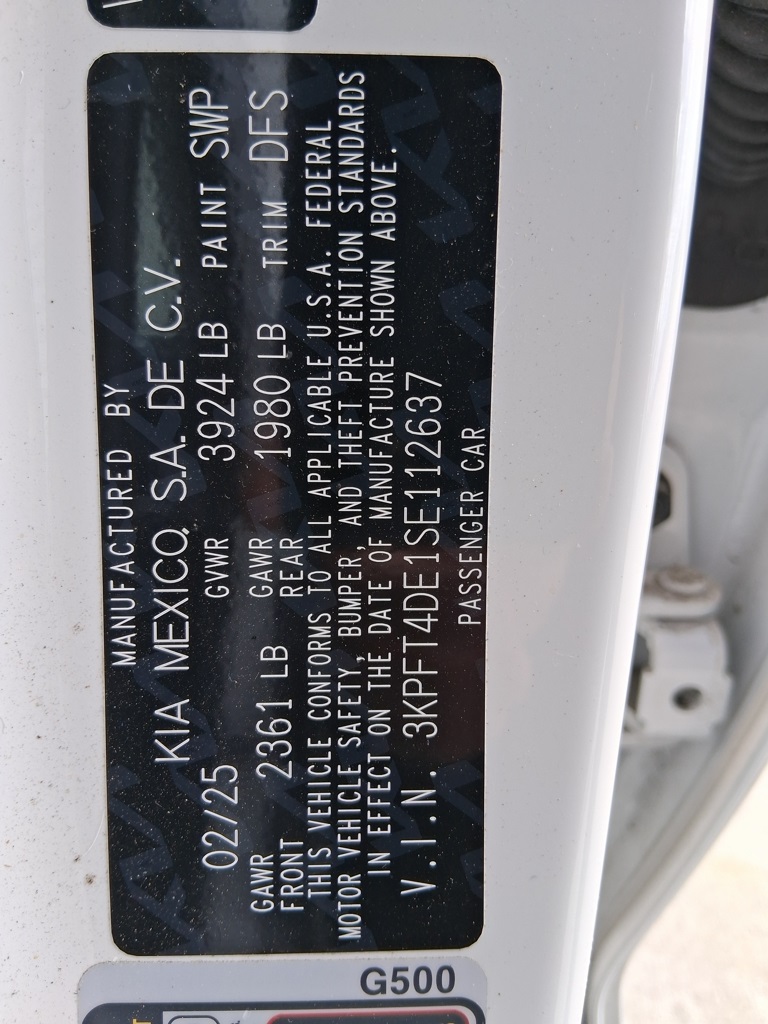 MANUFACTURED BY
KIA MEXICO, S.A. DE C.V.
02/25 GVWR 3924 LB PAINT SWP
GAWR FRONT 2361 LB GAWR REAR 1980 LB TRIM DFS
THIS VEHICLE CONFORMS TO ALL APPLICABLE U.S.A. FEDERAL
MOTOR VEHICLE SAFETY, BUMPER, AND THEFT PREVENTION STANDARDS
IN EFFECT ON THE DATE OF MANUFACTURE SHOWN ABOVE.
V.I.N. 3KPFT4DE1SE112637
PASSENGER CAR
G500